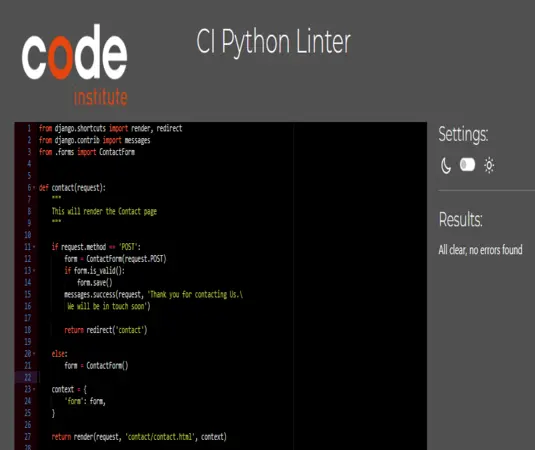 code
institute
CI Python Linter
1 from django.shortcuts import render, redirect
2 from django.contrib import messages
3 from .forms import ContactForm
4
5
6 def contact(request):
7     """
8     This will render the Contact page
9     """
10
11     if request.method == 'POST':
12         form = ContactForm(request.POST)
13         if form.is_valid():
14             form.save()
15         messages.success(request, 'Thank you for contacting Us.\
16          We will be in touch soon')
17
18         return redirect('contact')
19
20     else:
21         form = ContactForm()
22
23     context = {
24         'form': form,
25     }
26
27     return render(request, 'contact/contact.html', context)
28
Settings:
Results:
All clear, no errors found